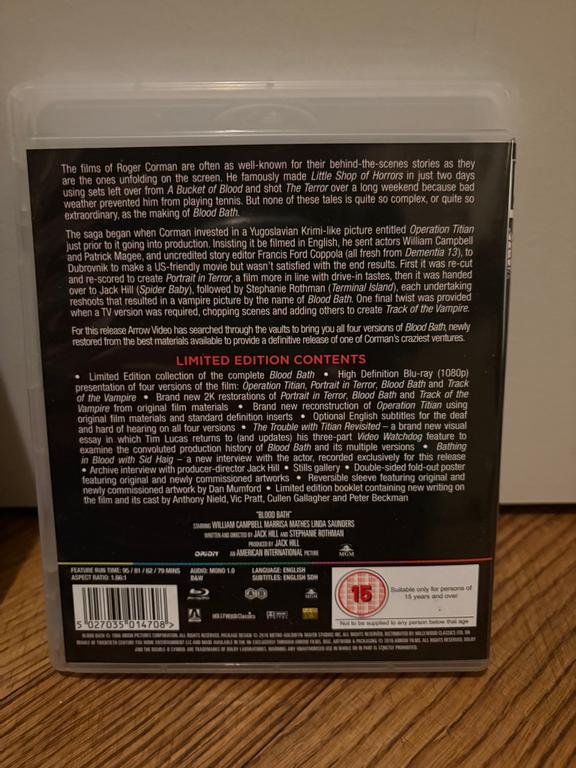 The films of Roger Corman are often as well-known for their behind-the-scenes stories as they
are the ones unfolding on the screen. He famously made Little Shop of Horrors in just two days
using sets left over from A Bucket of Blood and shot The Terror over a long weekend because bad
weather prevented him from playing tennis. But none of these tales is quite so complex, or quite so
extraordinary, as the making of Blood Bath.
The saga began when Corman invested in a Yugoslavian Krimi-like picture entitled Operation Titian
just prior to it going into production. Insisting it be filmed in English, he sent actors William Campbell
and Patrick Magee, and uncredited story editor Francis Ford Coppola (all fresh from Dementia 13), to
Dubrovnik to make a US-friendly movie but wasn't satisfied with the end results. First it was re-cut
and re-scored to create Portrait in Terror, a film more in line with drive-in tastes, then it was handed
over to Jack Hill (Spider Baby), followed by Stephanie Rothman (Terminal Island), each undertaking
reshoots that resulted in a vampire picture by the name of Blood Bath. One final twist was provided
when a TV version was required, chopping scenes and adding others to create Track of the Vampire.
For this release Arrow Video has searched through the vaults to bring you all four versions of Blood Bath, newly
restored from the best materials available to provide a definitive release of one of Corman's craziest ventures.
LIMITED EDITION CONTENTS
• Limited Edition collection of the complete Blood Bath • High Definition Blu-ray (1080p)
presentation of four versions of the film: Operation Titian, Portrait in Terror, Blood Bath and Track
of the Vampire • Brand new 2K restorations of Portrait in Terror, Blood Bath and Track of the
Vampire from original film materials • Brand new reconstruction of Operation Titian using
original film materials and standard definition inserts • Optional English subtitles for the deaf
and hard of hearing on all four versions • The Trouble with Titian Revisited – a brand new visual
essay in which Tim Lucas returns to (and updates) his three-part Video Watchdog feature to
examine the convoluted production history of Blood Bath and its multiple versions • Bathing
in Blood with Sid Haig – a new interview with the actor, recorded exclusively for this release
• Archive interview with producer-director Jack Hill • Stills gallery • Double-sided fold-out poster
featuring original and newly commissioned artworks • Reversible sleeve featuring original and
newly commissioned artwork by Dan Mumford • Limited edition booklet containing new writing on
the film and its cast by Anthony Nield, Vic Pratt, Cullen Gallagher and Peter Beckman
"BLOOD BATH"
STARRING WILLIAM CAMPBELL MARRISA MATHES LINDA SAUNDERS
WRITTEN AND DIRECTED BY JACK HILL AND STEPHANIE ROTHMAN
PRODUCED BY JACK HILL
ORION AN AMERICAN INTERNATIONAL PICTURE MGM
FEATURE RUN TIME: 95 / 81 / 62 / 79 MINS AUDIO: MONO 1.0 LANGUAGE: ENGLISH
ASPECT RATIO: 1.66:1 B&W SUBTITLES: ENGLISH SDH
5 027035 014708 >
A B
MGM
HOLLYWOOD Classics
15
Suitable only for persons of
15 years and over
Not to be supplied to any person below that age